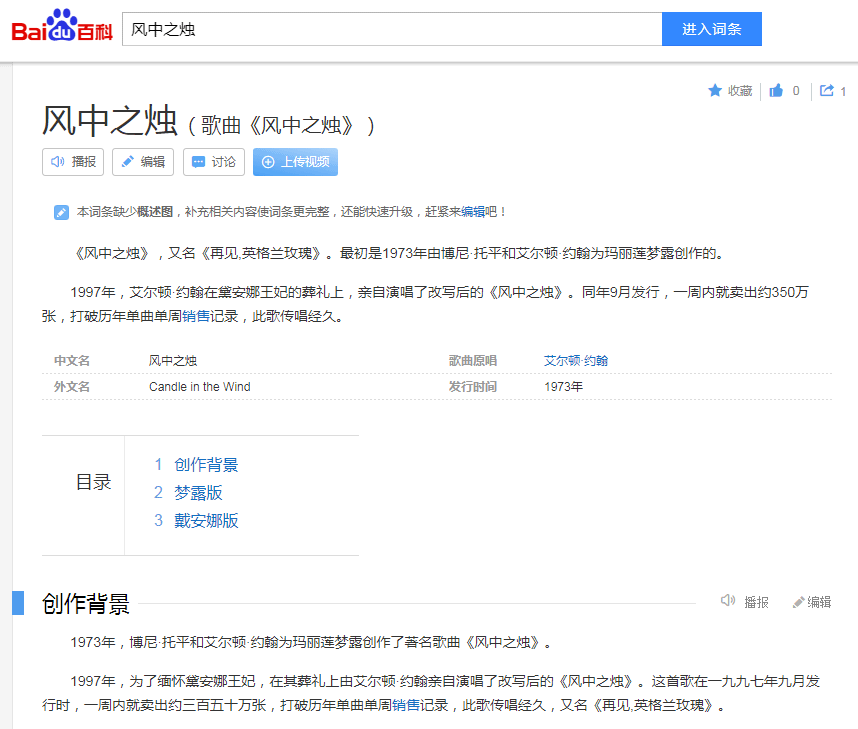 Bai du 百科
风中之烛
进入词条
收藏 0 1
风中之烛（歌曲《风中之烛》）
播报 编辑 讨论 上传视频
本词条缺少概述图，补充相关内容使词条更完整，还能快速升级，赶紧来编辑吧！
《风中之烛》，又名《再见,英格兰玫瑰》。最初是1973年由博尼·托平和艾尔顿·约翰为玛丽莲梦露创作的。
1997年，艾尔顿·约翰在黛安娜王妃的葬礼上，亲自演唱了改写后的《风中之烛》。同年9月发行，一周内就卖出约350万
张，打破历年单曲单周销售记录，此歌传唱经久。
中文名 风中之烛 歌曲原唱 艾尔顿·约翰
外文名 Candle in the Wind 发行时间 1973年
目录
1 创作背景
2 梦露版
3 戴安娜版
创作背景 播报 编辑
1973年，博尼·托平和艾尔顿·约翰为玛丽莲梦露创作了著名歌曲《风中之烛》。
1997年，为了缅怀黛安娜王妃，在其葬礼上由艾尔顿·约翰亲自演唱了改写后的《风中之烛》。这首歌在一九九七年九月发
行时，一周内就卖出约三百五十万张，打破历年单曲单周销售记录，此歌传唱经久，又名《再见,英格兰玫瑰》。